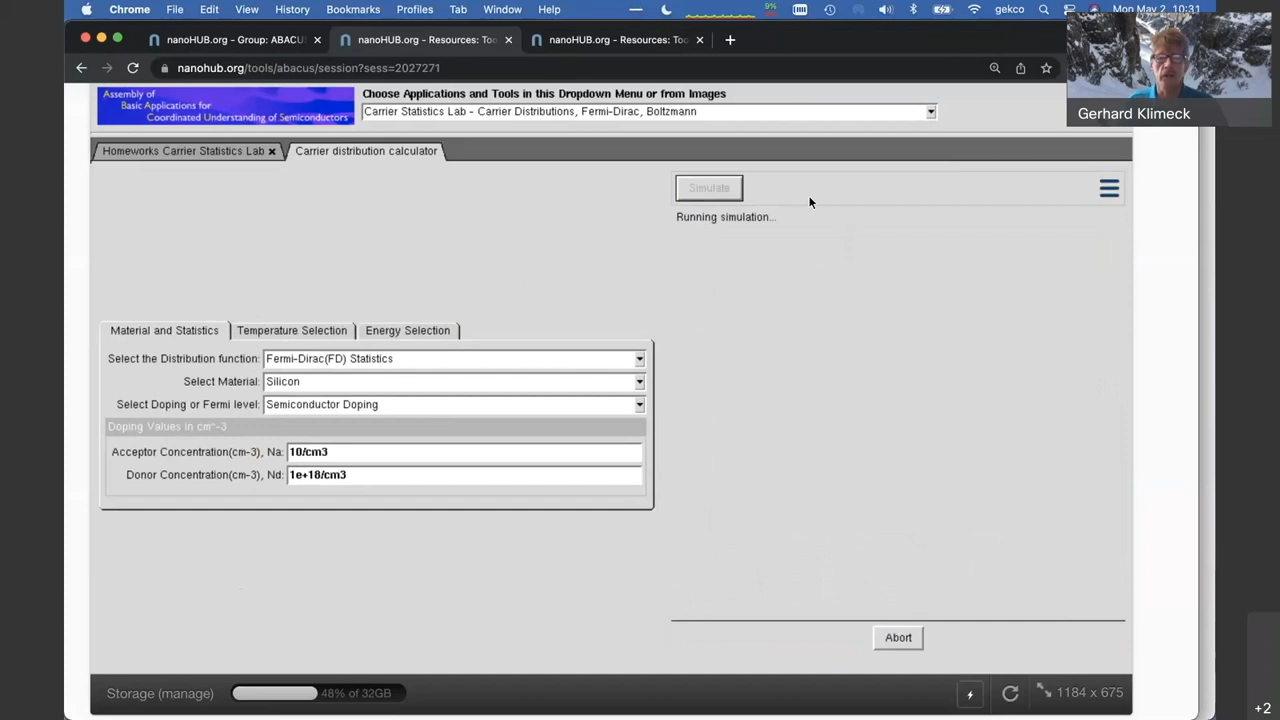 Chrome File Edit View History Bookmarks Profiles Tab Window Help 9% gekco Mon May 2 10:31
nanoHUB.org - Group: ABACU
nanoHUB.org - Resources: Too
nanoHUB.org - Resources: Too
nanohub.org/tools/abacus/session?sess=2027271
Gerhard Klimeck
Assembly of
Basic Applications for
Coordinated Understanding of Semiconductors
Choose Applications and Tools in this Dropdown Menu or from Images
Carrier Statistics Lab - Carrier Distributions, Fermi-Dirac, Boltzmann
Homeworks Carrier Statistics Lab
Carrier distribution calculator
Simulate
Running simulation...
Material and Statistics
Temperature Selection
Energy Selection
Select the Distribution function: Fermi-Dirac(FD) Statistics
Select Material: Silicon
Select Doping or Fermi level: Semiconductor Doping
Doping Values in cm^-3
Acceptor Concentration(cm-3), Na: 10/cm3
Donor Concentration(cm-3), Nd: 1e+18/cm3
Abort
Storage (manage) 48% of 32GB
1184 x 675
+2